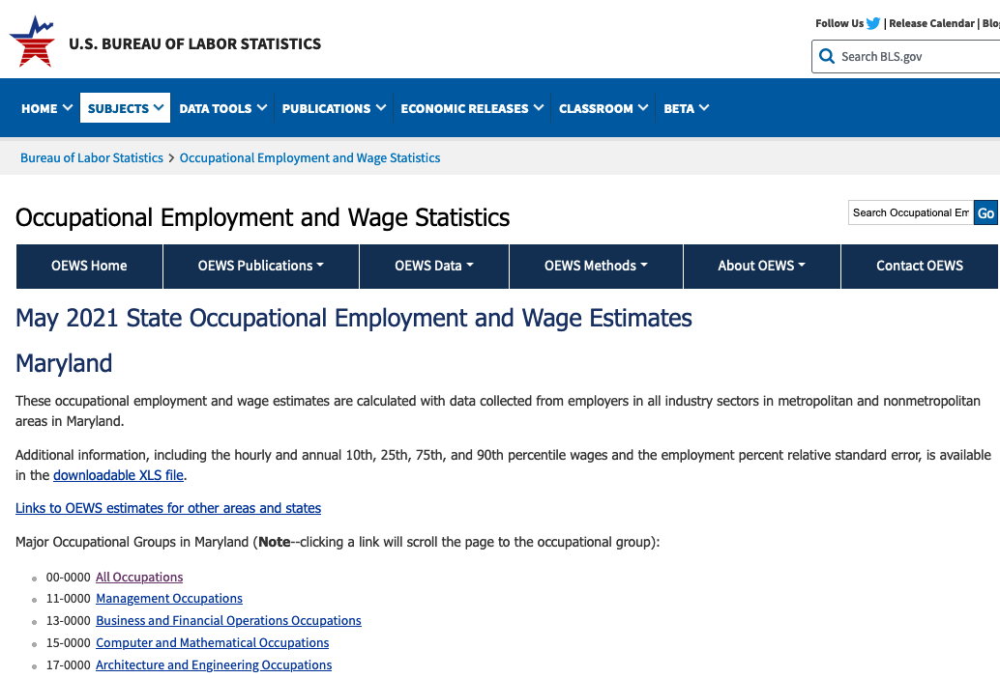 Follow Us | Release Calendar |
U.S. BUREAU OF LABOR STATISTICS
Search BLS.gov
HOME SUBJECTS DATA TOOLS PUBLICATIONS ECONOMIC RELEASES CLASSROOM BETA
Bureau of Labor Statistics > Occupational Employment and Wage Statistics
Occupational Employment and Wage Statistics
Search Occupational Em Go
OEWS Home OEWS Publications OEWS Data OEWS Methods About OEWS Contact OEWS
May 2021 State Occupational Employment and Wage Estimates
Maryland
These occupational employment and wage estimates are calculated with data collected from employers in all industry sectors in metropolitan and nonmetropolitan
areas in Maryland.
Additional information, including the hourly and annual 10th, 25th, 75th, and 90th percentile wages and the employment percent relative standard error, is available
in the downloadable XLS file.
Links to OEWS estimates for other areas and states
Major Occupational Groups in Maryland (Note--clicking a link will scroll the page to the occupational group):
00-0000 All Occupations
11-0000 Management Occupations
13-0000 Business and Financial Operations Occupations
15-0000 Computer and Mathematical Occupations
17-0000 Architecture and Engineering Occupations